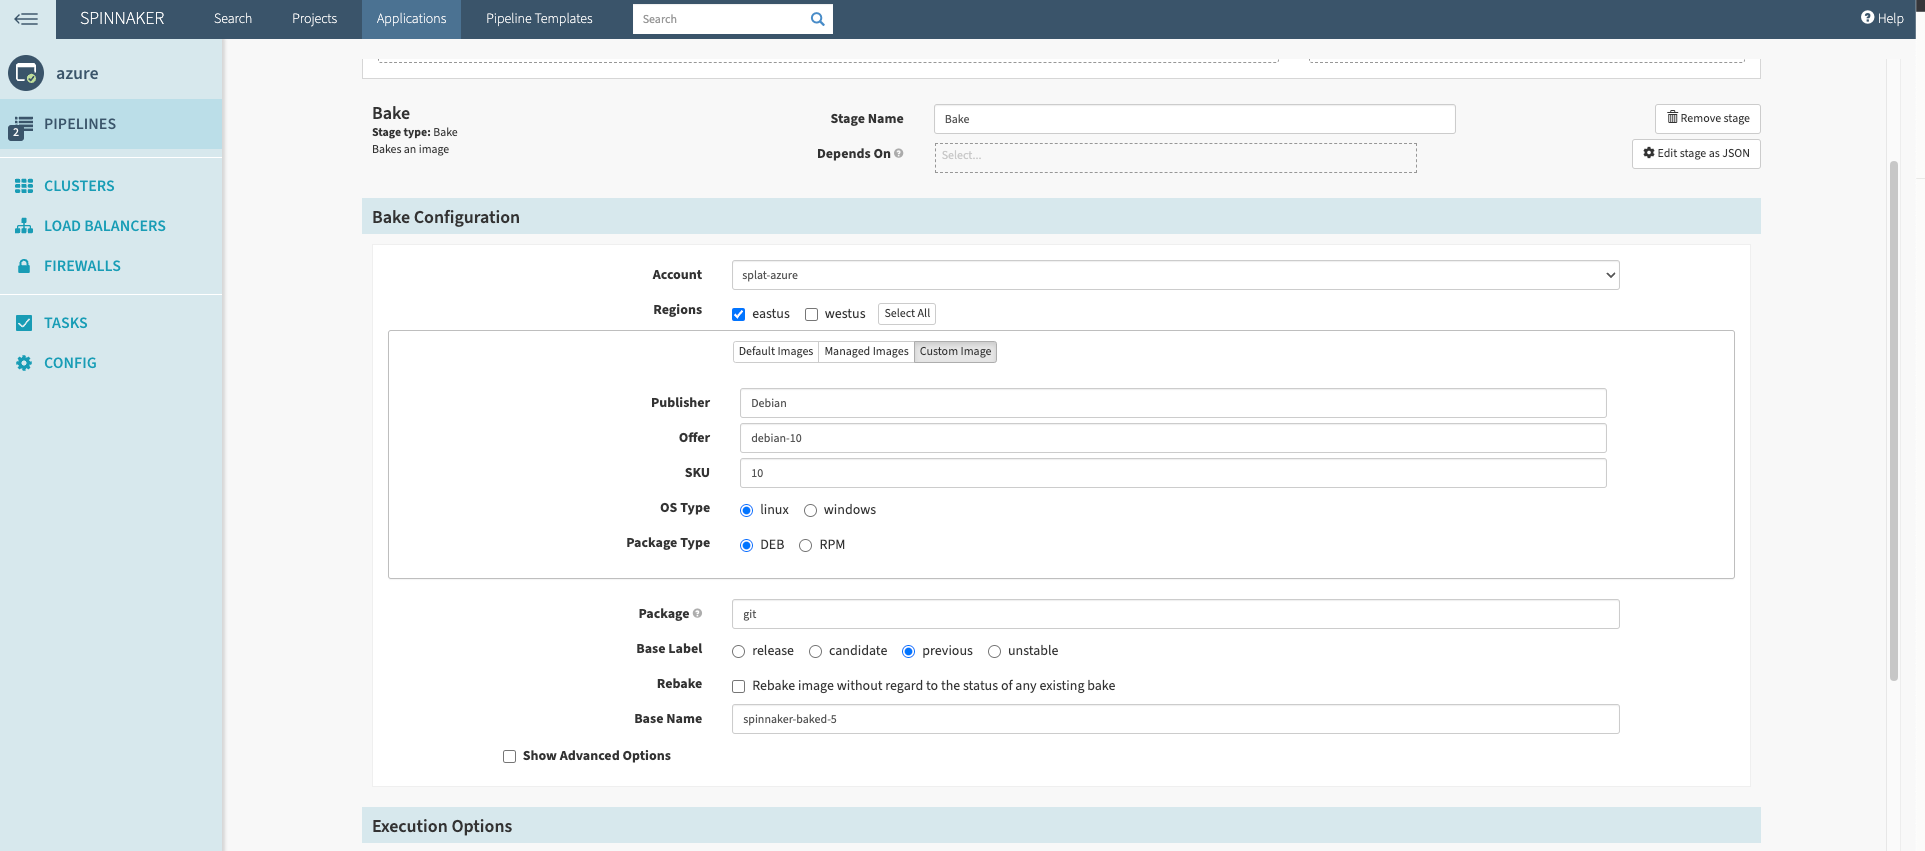 SPINNAKER Search Projects Applications Pipeline Templates Search Help
azure
2 PIPELINES
CLUSTERS
LOAD BALANCERS
FIREWALLS
TASKS
CONFIG
Bake
Stage type: Bake
Bakes an image
Stage Name Bake
Depends On Select...
Remove stage
Edit stage as JSON
Bake Configuration
Account splat-azure
Regions eastus westus Select All
Default Images Managed Images Custom Image
Publisher Debian
Offer debian-10
SKU 10
OS Type linux windows
Package Type DEB RPM
Package git
Base Label release candidate previous unstable
Rebake Rebake image without regard to the status of any existing bake
Base Name spinnaker-baked-5
Show Advanced Options
Execution Options